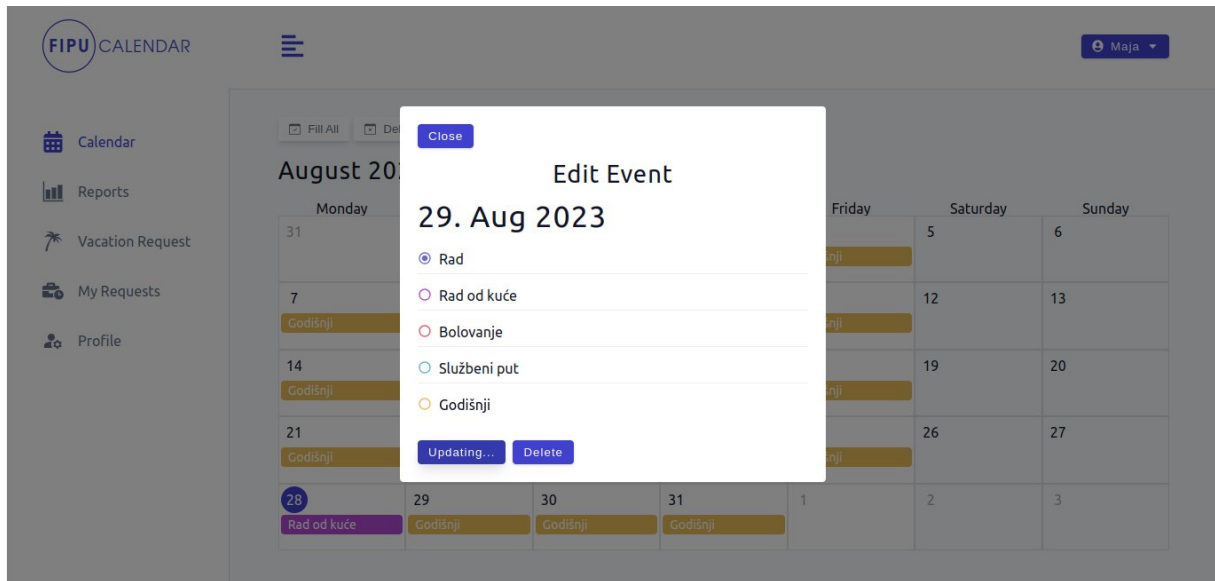 FIPU CALENDAR
Maja
Calendar
Reports
Vacation Request
My Requests
Profile
Fill All
August
Close
Edit Event
29. Aug 2023
Rad
Rad od kuće
Bolovanje
Službeni put
Godišnji
Updating... Delete
Monday Friday Saturday Sunday
31 5 6
7 12 13
Godišnji
14 19 20
Godišnji
21 26 27
Godišnji
28 29 30 31 1 2 3
Rad od kuće Godišnji Godišnji Godišnji